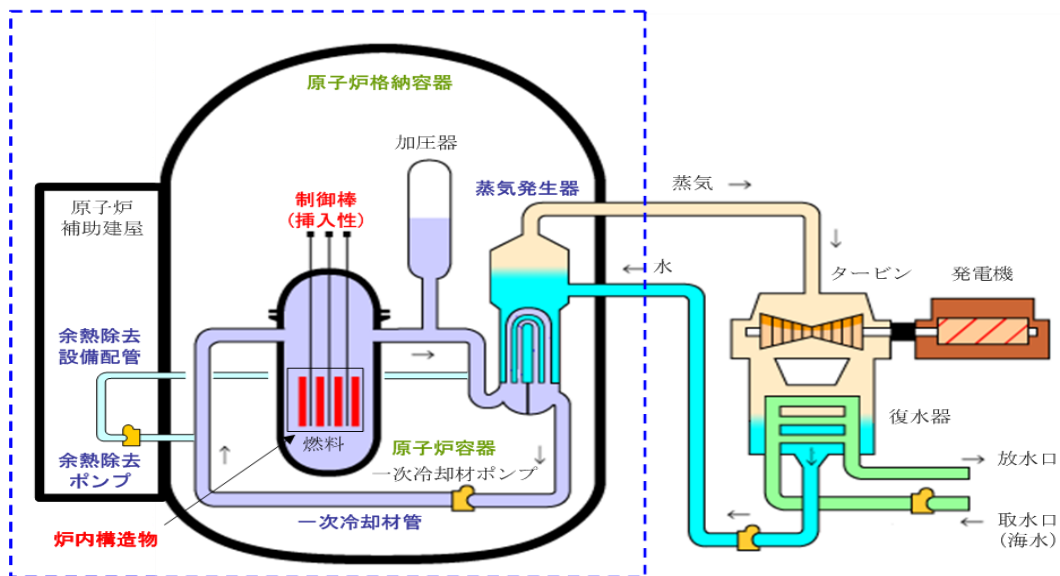 原子炉格納容器
加圧器
蒸気発生器
蒸気 →
制御棒
(挿入性)
原子炉
補助建屋
← 水
↓
タービン
発電機
余熱除去
設備配管
→
復水器
燃料
原子炉容器
一次冷却材ポンプ
↑
↓
↓
余熱除去
ポンプ
→ 放水口
一次冷却材管
←
← 取水口
(海水)
炉内構造物